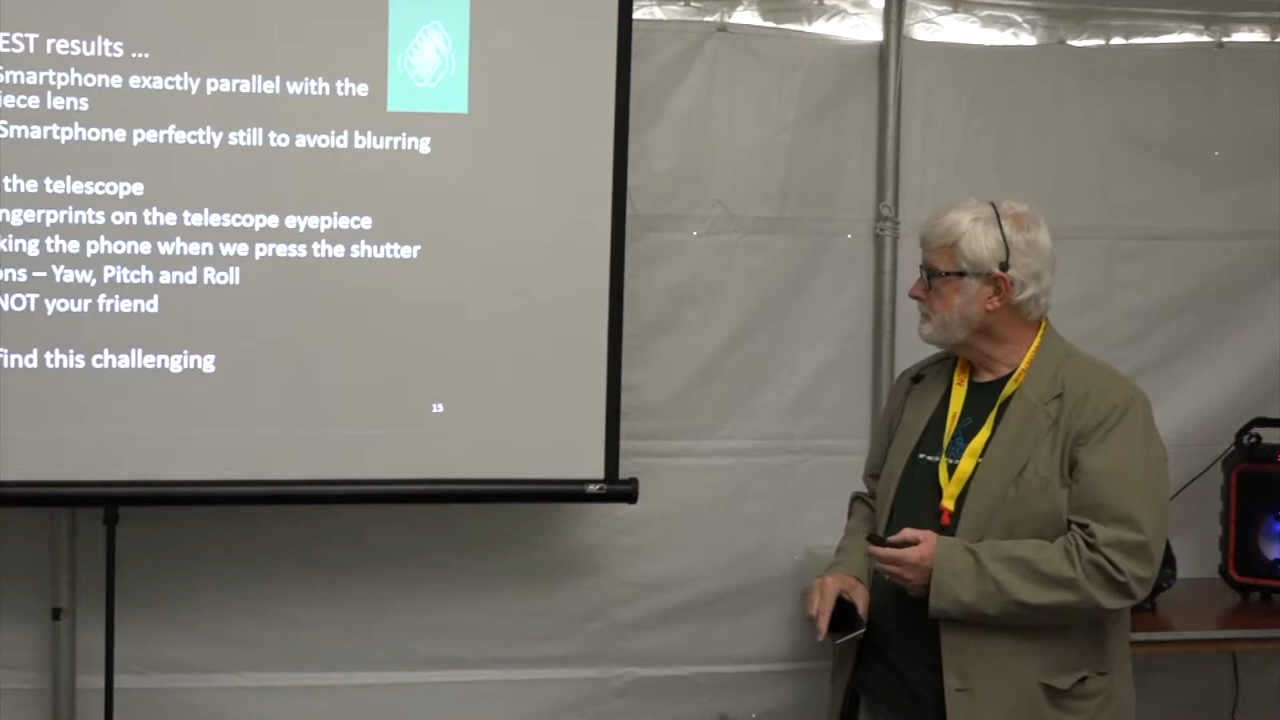 EST results ...
Smartphone exactly parallel with the
iece lens
Smartphone perfectly still to avoid blurring
the telescope
ngerprints on the telescope eyepiece
king the phone when we press the shutter
ons – Yaw, Pitch and Roll
NOT your friend
find this challenging
15